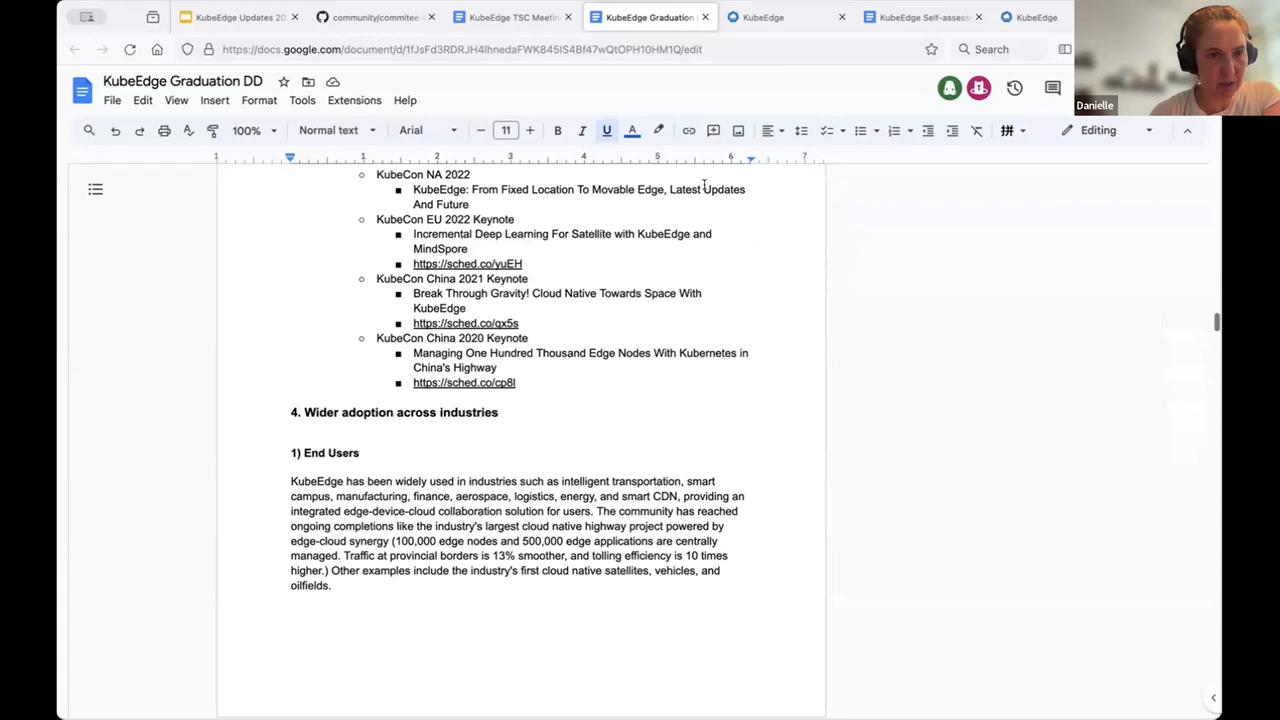 KubeEdge Updates 20
community/commitee-
KubeEdge TSC Meetin
KubeEdge Graduation
KubeEdge
KubeEdge Self-assess
KubeEdge
https://docs.google.com/document/d/1fJsFd3RDRJH4lhnedaFWK845IS4Bf47wQtOPH10HM1Q/edit
Search
KubeEdge Graduation DD
File Edit View Insert Format Tools Extensions Help
Danielle
100% Normal text Arial 11 B I U A Editing
1 1 2 3 4 5 6 7
KubeCon NA 2022
KubeEdge: From Fixed Location To Movable Edge, Latest Updates
And Future
KubeCon EU 2022 Keynote
Incremental Deep Learning For Satellite with KubeEdge and
MindSpore
https://sched.co/yuEH
KubeCon China 2021 Keynote
Break Through Gravity! Cloud Native Towards Space With
KubeEdge
https://sched.co/qx5s
KubeCon China 2020 Keynote
Managing One Hundred Thousand Edge Nodes With Kubernetes in
China's Highway
https://sched.co/cp8l
4. Wider adoption across industries
1) End Users
KubeEdge has been widely used in industries such as intelligent transportation, smart
campus, manufacturing, finance, aerospace, logistics, energy, and smart CDN, providing an
integrated edge-device-cloud collaboration solution for users. The community has reached
ongoing completions like the industry's largest cloud native highway project powered by
edge-cloud synergy (100,000 edge nodes and 500,000 edge applications are centrally
managed. Traffic at provincial borders is 13% smoother, and tolling efficiency is 10 times
higher.) Other examples include the industry's first cloud native satellites, vehicles, and
oilfields.